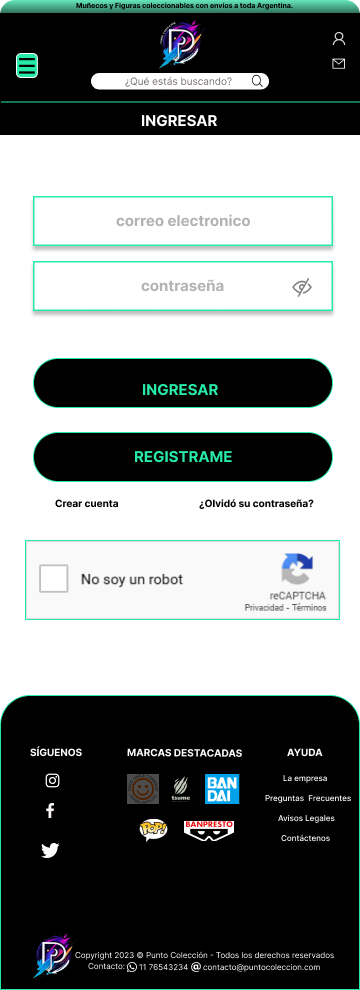 Muñecos y Figuras coleccionables con envios a toda Argentina.
¿Qué estás buscando?
INGRESAR
correo electronico
contraseña
INGRESAR
REGISTRAME
Crear cuenta ¿Olvidó su contraseña?
No soy un robot
reCAPTCHA
Privacidad - Términos
SÍGUENOS MARCAS DESTACADAS AYUDA
tsume BAN DAI La empresa
Preguntas Frecuentes
POP! BANPRESTO Avisos Legales
Contáctenos
Copyright 2023 © Punto Colección - Todos los derechos reservados
Contacto: 11 76543234 @ contacto@puntocoleccion.com